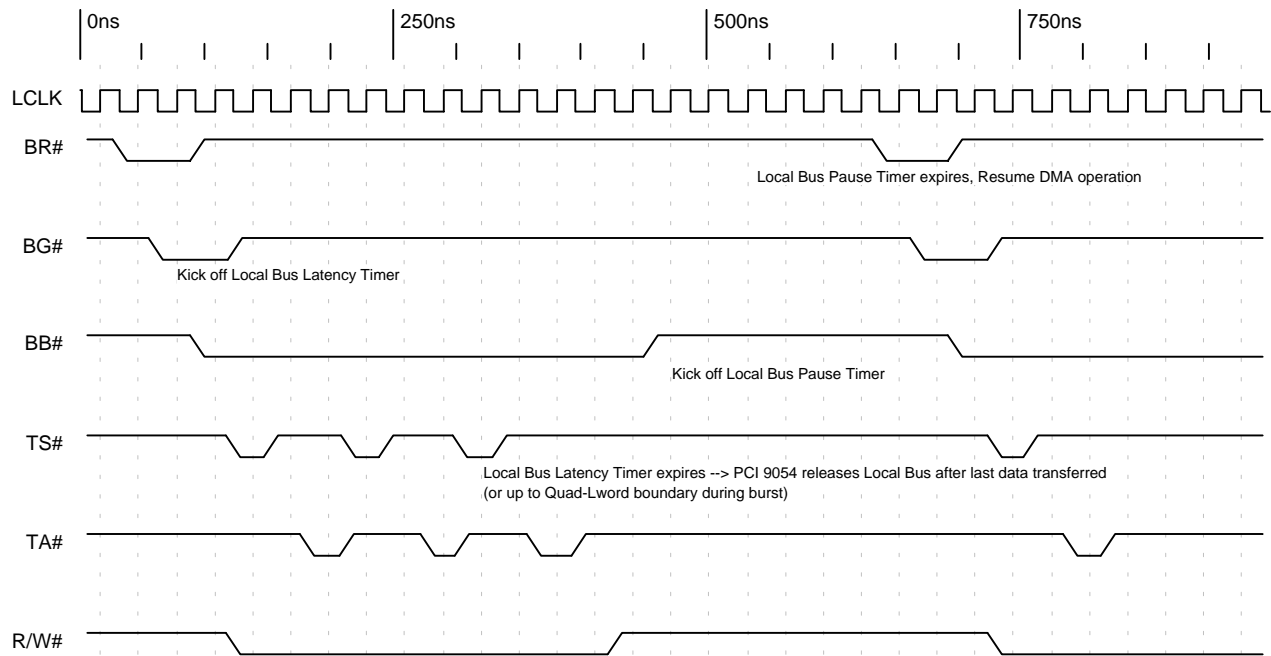 0ns 250ns 500ns 750ns
LCLK
BR#
Local Bus Pause Timer expires, Resume DMA operation
BG#
Kick off Local Bus Latency Timer
BB#
Kick off Local Bus Pause Timer
TS#
Local Bus Latency Timer expires --> PCI 9054 releases Local Bus after last data transferred
(or up to Quad-Lword boundary during burst)
TA#
R/W#